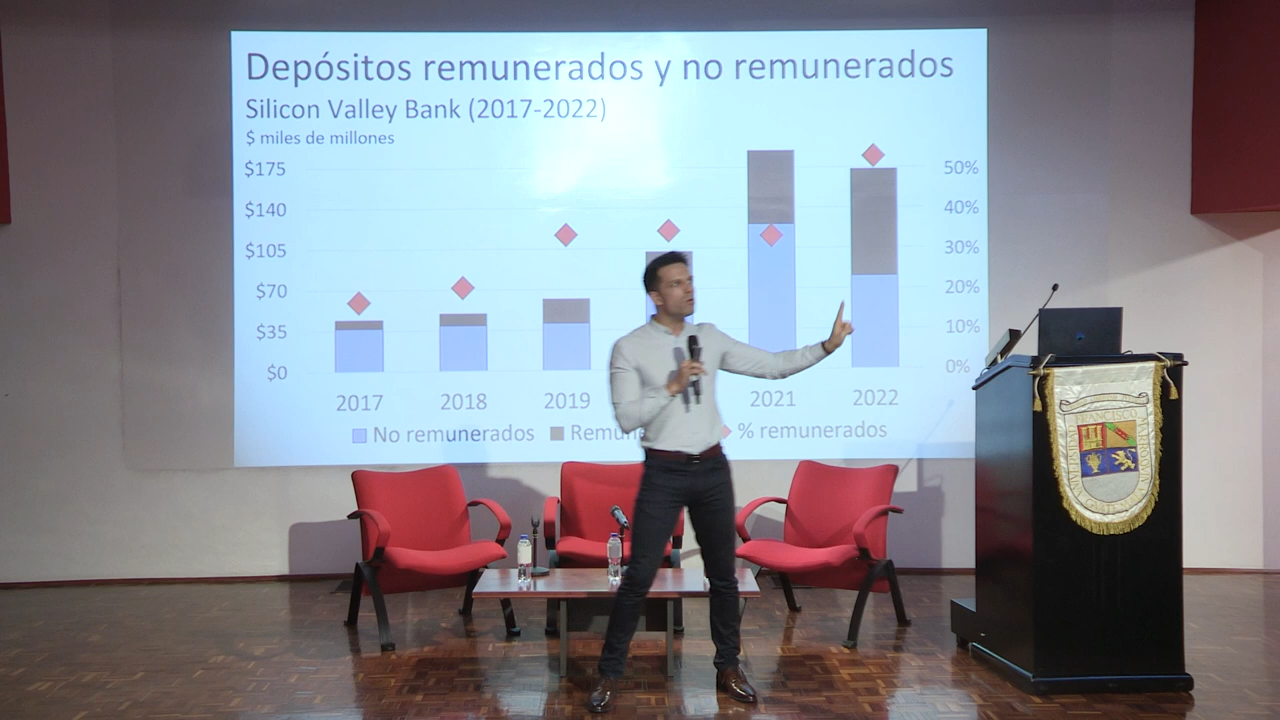 Depósitos remunerados y no remunerados
Silicon Valley Bank (2017-2022)
$ miles de millones
$175
$140
$105
$70
$35
$0
50%
40%
30%
20%
10%
0%
2017 2018 2019 2021 2022
No remunerados % remunerados
FRANCISCO